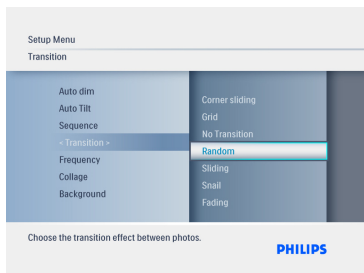 Setup Menu
Transition
Auto dim
Auto Tilt
Sequence
< Transition >
Frequency
Collage
Background
Corner sliding
Grid
No Transition
Random
Sliding
Snail
Fading
Choose the transition effect between photos.
PHILIPS